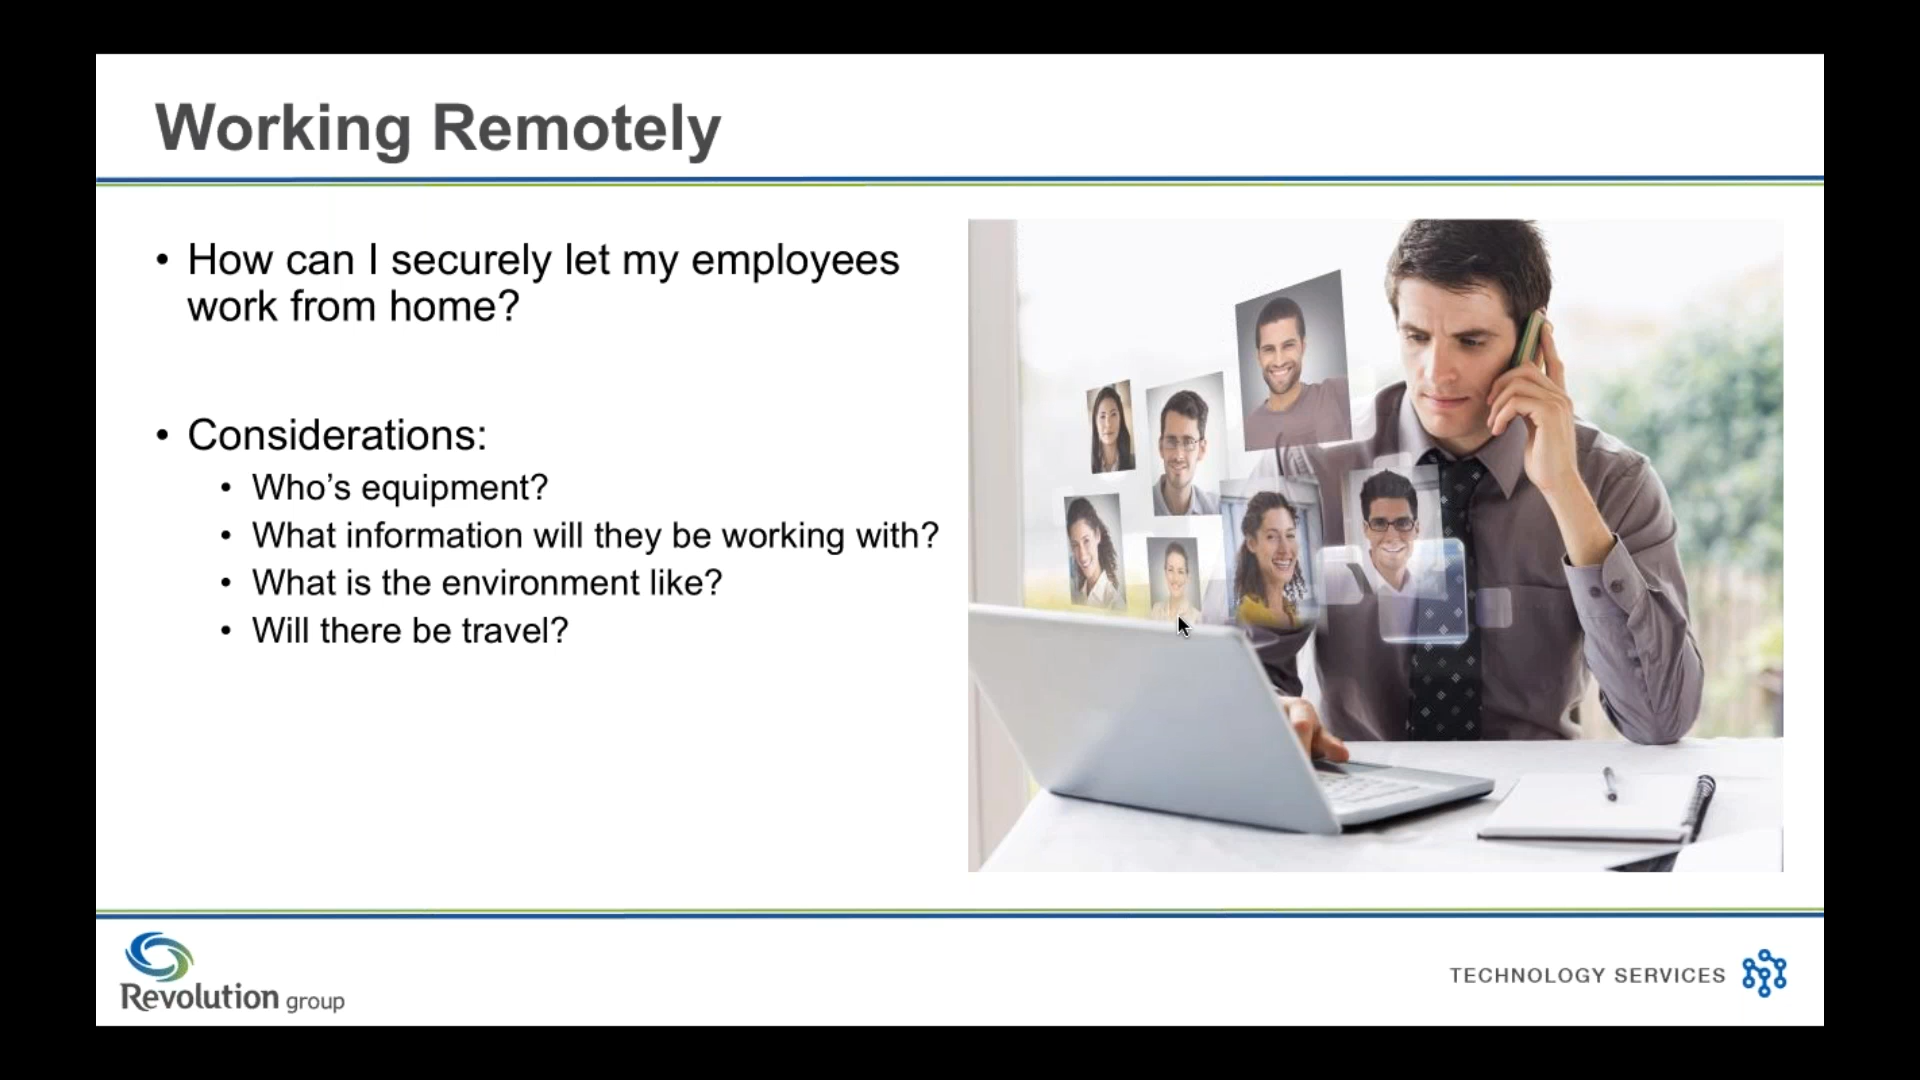 Working Remotely
• How can I securely let my employees
work from home?
• Considerations:
• Who’s equipment?
• What information will they be working with?
• What is the environment like?
• Will there be travel?
Revolution group
TECHNOLOGY SERVICES